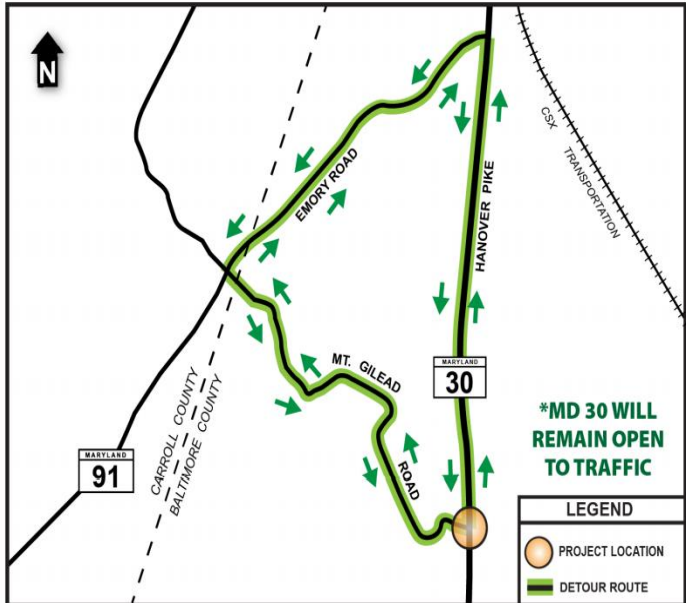 N
EMORY ROAD
HANOVER PIKE
CSX TRANSPORTATION
MT. GILEAD ROAD
MARYLAND
30
CARROLL COUNTY
BALTIMORE COUNTY
MARYLAND
91
*MD 30 WILL
REMAIN OPEN
TO TRAFFIC
LEGEND
PROJECT LOCATION
DETOUR ROUTE